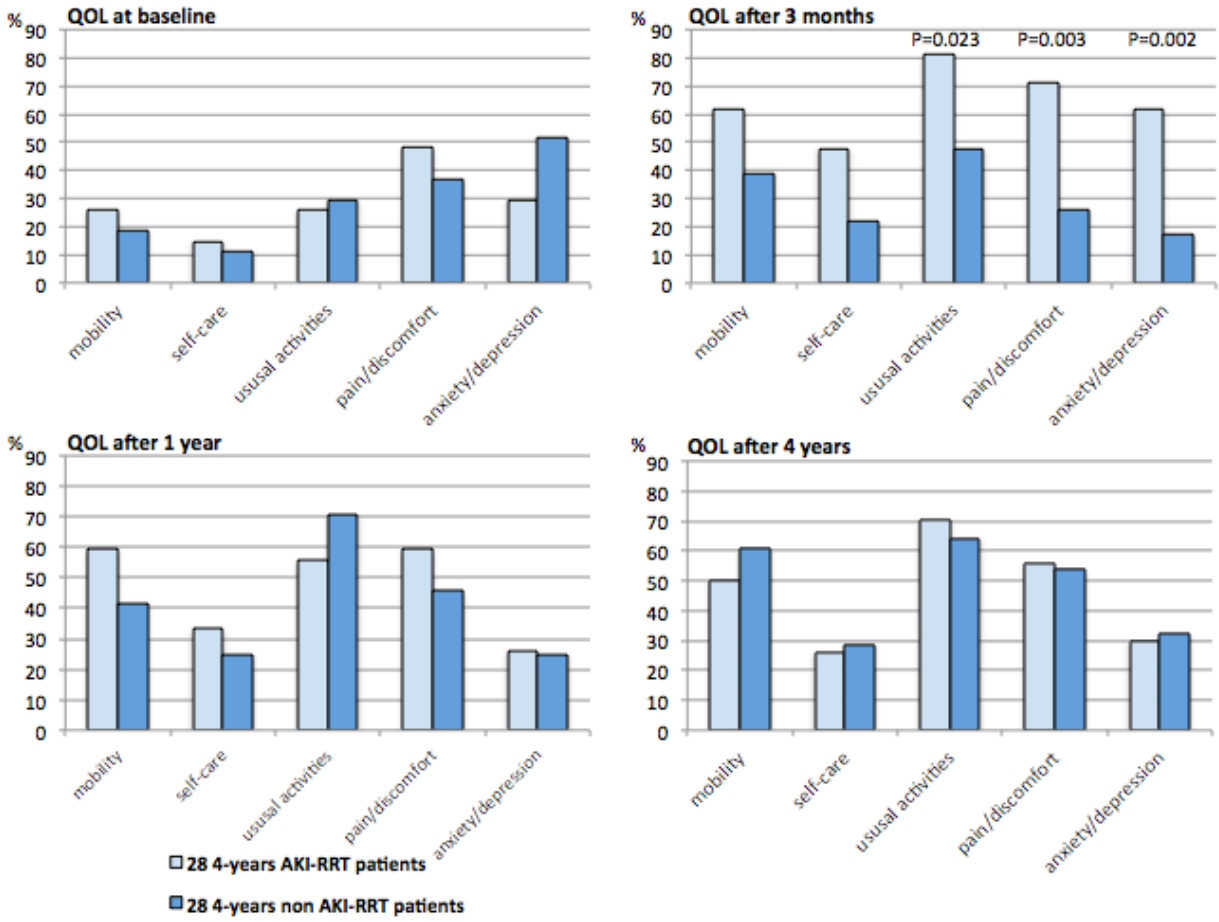 % QOL at baseline
90
80
70
60
50
40
30
20
10
0
mobility
self-care
ususal activities
pain/discomfort
anxiety/depression
% QOL after 3 months
90
80
70
60
50
40
30
20
10
0
P=0.023 P=0.003 P=0.002
mobility
self-care
ususal activities
pain/discomfort
anxiety/depression
% QOL after 1 year
90
80
70
60
50
40
30
20
10
0
mobility
self-care
ususal activities
pain/discomfort
anxiety/depression
% QOL after 4 years
90
80
70
60
50
40
30
20
10
0
mobility
self-care
ususal activities
pain/discomfort
anxiety/depression
28 4-years AKI-RRT patients
28 4-years non AKI-RRT patients